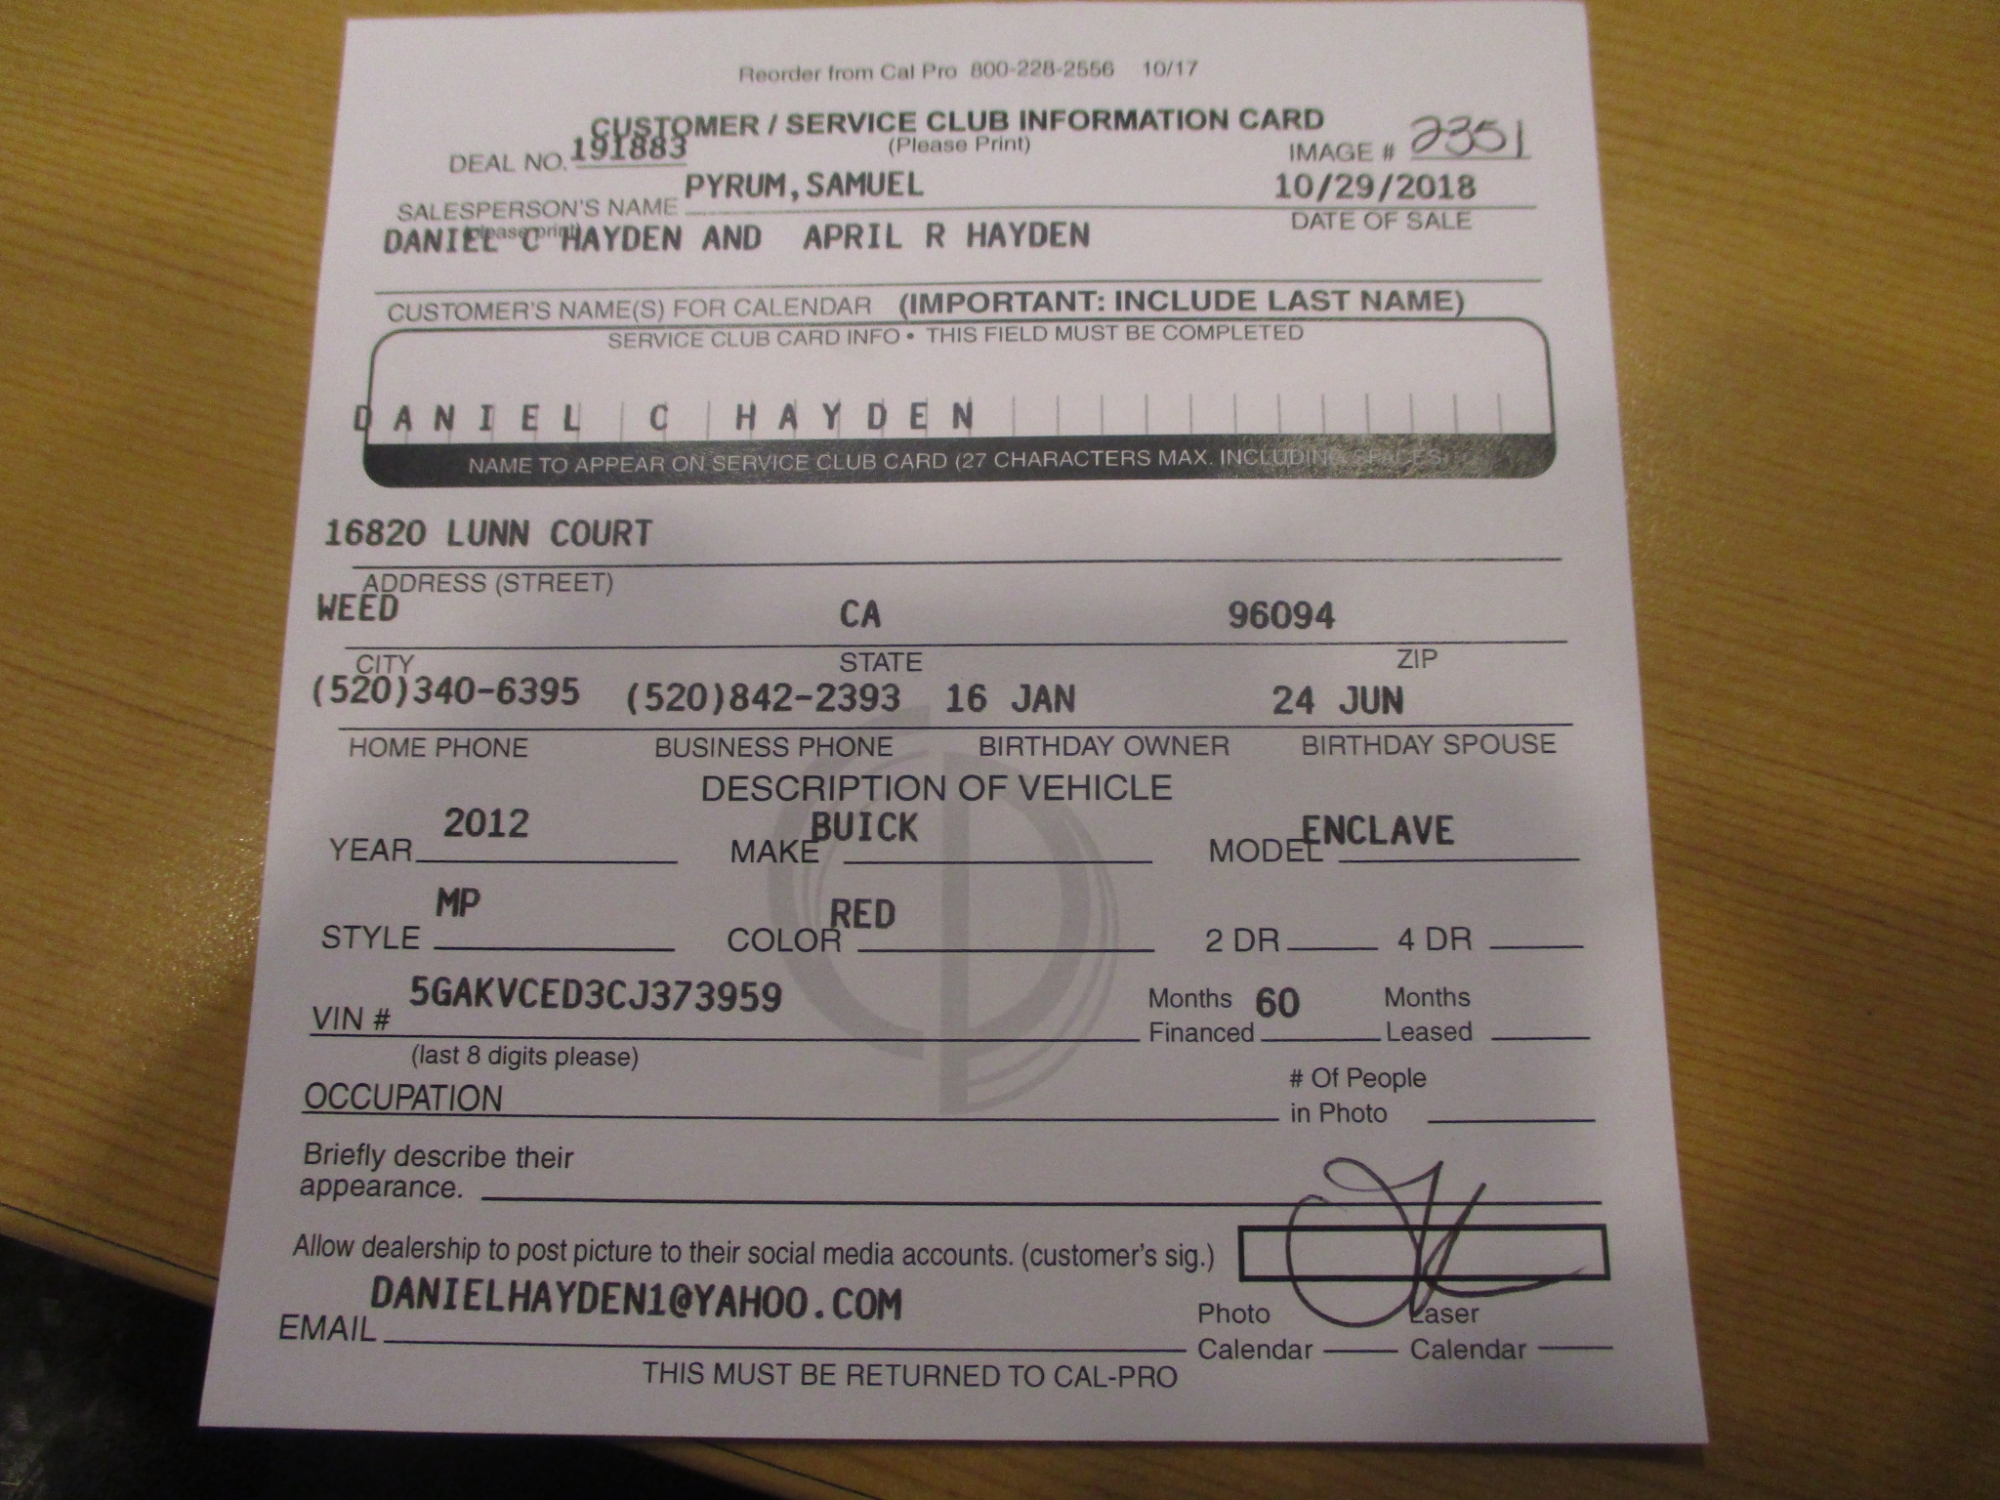 Reorder from Cal Pro 800-228-2556 10/17
CUSTOMER / SERVICE CLUB INFORMATION CARD
(Please Print)
DEAL NO. 191883 IMAGE # 2351
SALESPERSON'S NAME PYRUM, SAMUEL 10/29/2018
(please print) DATE OF SALE
DANIEL C HAYDEN AND APRIL R HAYDEN
CUSTOMER'S NAME(S) FOR CALENDAR (IMPORTANT: INCLUDE LAST NAME)
SERVICE CLUB CARD INFO • THIS FIELD MUST BE COMPLETED
DANIEL C HAYDEN
NAME TO APPEAR ON SERVICE CLUB CARD (27 CHARACTERS MAX. INCLUDING SPACES)
16820 LUNN COURT
ADDRESS (STREET)
WEED CA 96094
CITY STATE ZIP
(520)340-6395 (520)842-2393 16 JAN 24 JUN
HOME PHONE BUSINESS PHONE BIRTHDAY OWNER BIRTHDAY SPOUSE
DESCRIPTION OF VEHICLE
YEAR 2012 MAKE BUICK MODEL ENCLAVE
STYLE MP COLOR RED 2 DR 4 DR
VIN # 5GAKVCED3CJ373959 Months Financed 60 Months Leased
(last 8 digits please)
OCCUPATION # Of People in Photo
Briefly describe their
appearance.
Allow dealership to post picture to their social media accounts. (customer's sig.)
EMAIL DANIELHAYDEN1@YAHOO.COM Photo Calendar Laser Calendar
THIS MUST BE RETURNED TO CAL-PRO